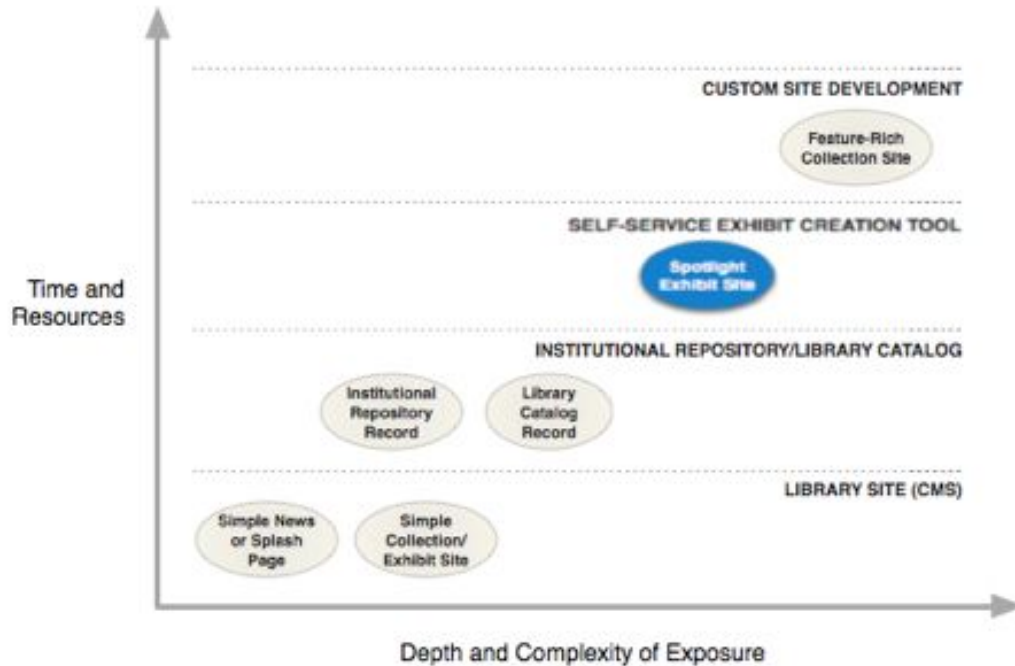 CUSTOM SITE DEVELOPMENT
Feature-Rich
Collection Site
SELF-SERVICE EXHIBIT CREATION TOOL
Spotlight
Exhibit Site
Time and
Resources
INSTITUTIONAL REPOSITORY/LIBRARY CATALOG
Institutional
Repository
Record
Library
Catalog
Record
LIBRARY SITE (CMS)
Simple News
or Splash
Page
Simple
Collection/
Exhibit Site
Depth and Complexity of Exposure